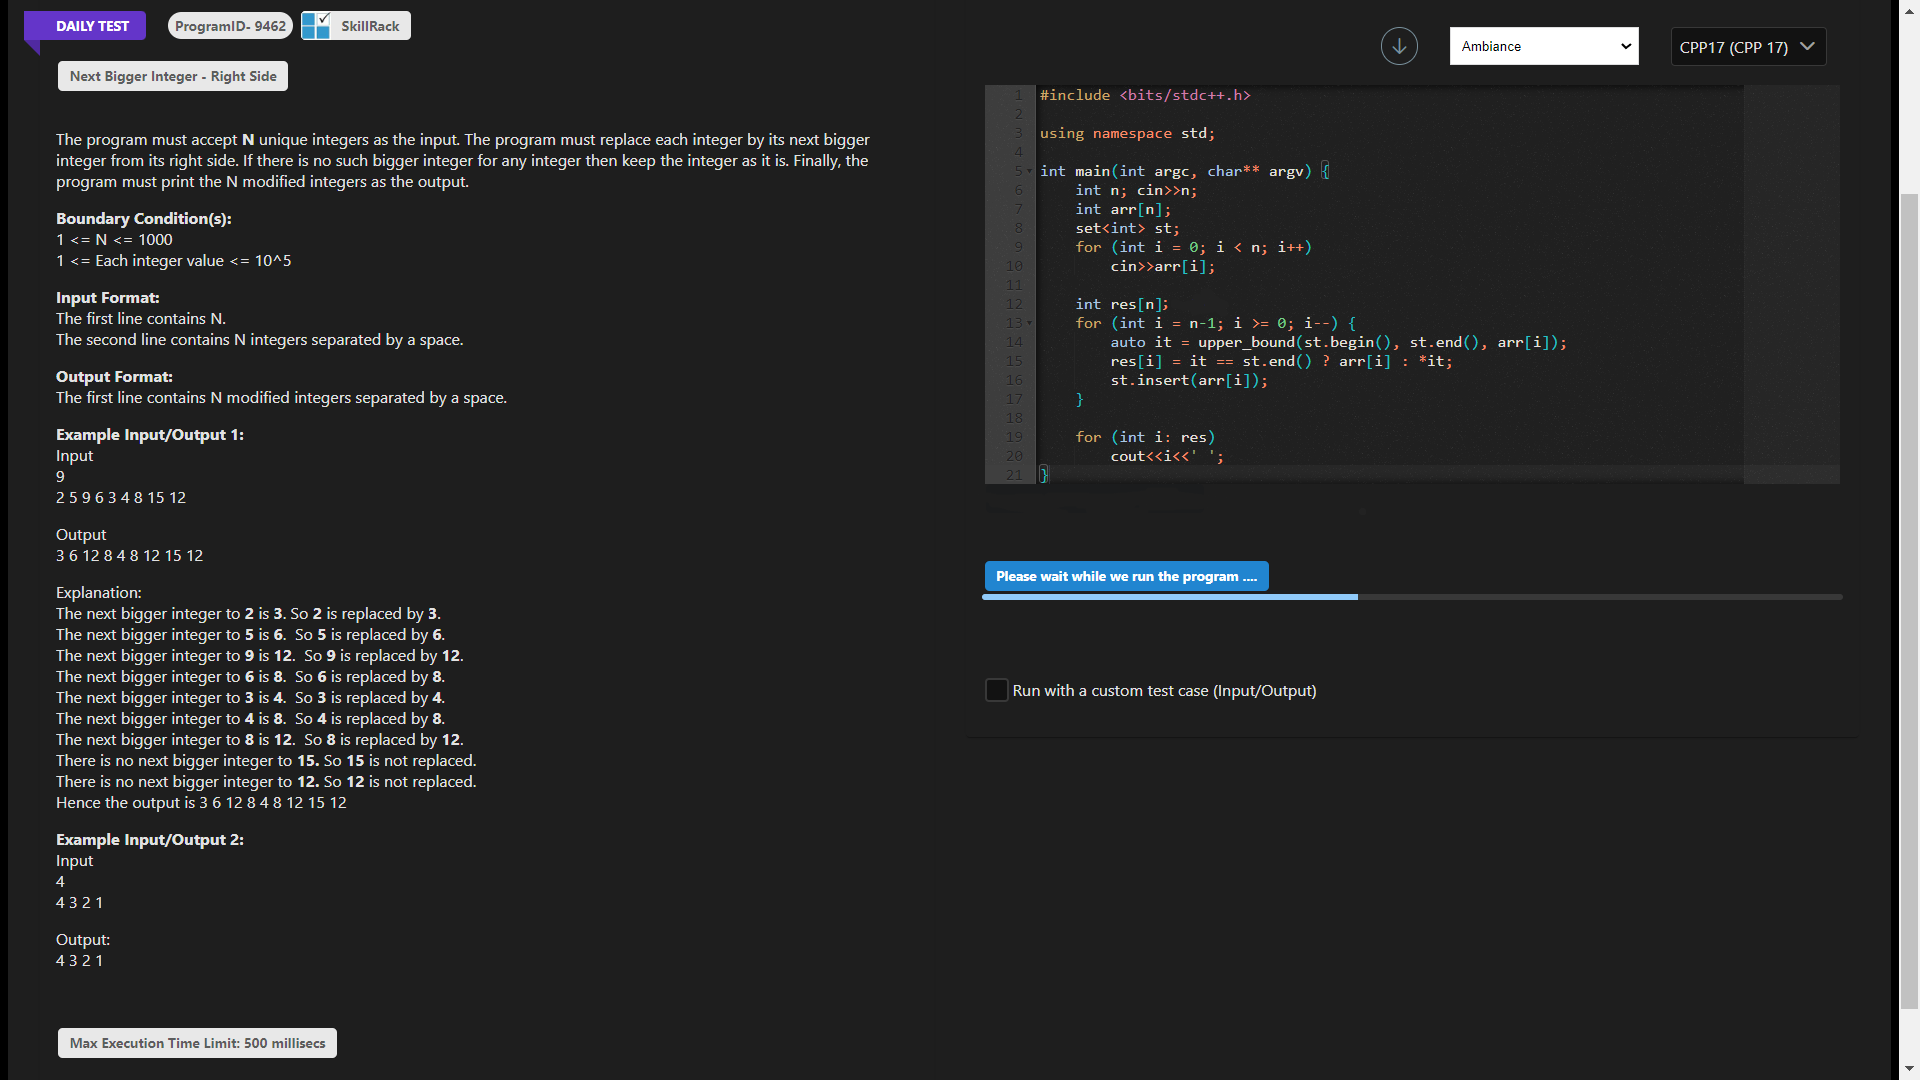 DAILY TEST
ProgramID- 9462
SkillRack
Next Bigger Integer - Right Side
The program must accept N unique integers as the input. The program must replace each integer by its next bigger
integer from its right side. If there is no such bigger integer for any integer then keep the integer as it is. Finally, the
program must print the N modified integers as the output.
Boundary Condition(s):
1 <= N <= 1000
1 <= Each integer value <= 10^5
Input Format:
The first line contains N.
The second line contains N integers separated by a space.
Output Format:
The first line contains N modified integers separated by a space.
Example Input/Output 1:
Input
9
2 5 9 6 3 4 8 15 12
Output
3 6 12 8 4 8 12 15 12
Explanation:
The next bigger integer to 2 is 3. So 2 is replaced by 3.
The next bigger integer to 5 is 6.  So 5 is replaced by 6.
The next bigger integer to 9 is 12.  So 9 is replaced by 12.
The next bigger integer to 6 is 8.  So 6 is replaced by 8.
The next bigger integer to 3 is 4.  So 3 is replaced by 4.
The next bigger integer to 4 is 8.  So 4 is replaced by 8.
The next bigger integer to 8 is 12.  So 8 is replaced by 12.
There is no next bigger integer to 15. So 15 is not replaced.
There is no next bigger integer to 12. So 12 is not replaced.
Hence the output is 3 6 12 8 4 8 12 15 12
Example Input/Output 2:
Input
4
4 3 2 1
Output:
4 3 2 1
Max Execution Time Limit: 500 millisecs
Ambiance
CPP17 (CPP 17)
1 #include <bits/stdc++.h>
2
3 using namespace std;
4
5 int main(int argc, char** argv) {
6     int n; cin>>n;
7     int arr[n];
8     set<int> st;
9     for (int i = 0; i < n; i++)
10         cin>>arr[i];
11
12     int res[n];
13     for (int i = n-1; i >= 0; i--) {
14         auto it = upper_bound(st.begin(), st.end(), arr[i]);
15         res[i] = it == st.end() ? arr[i] : *it;
16         st.insert(arr[i]);
17     }
18
19     for (int i: res)
20         cout<<i<<' ';
21 }
Please wait while we run the program ....
Run with a custom test case (Input/Output)